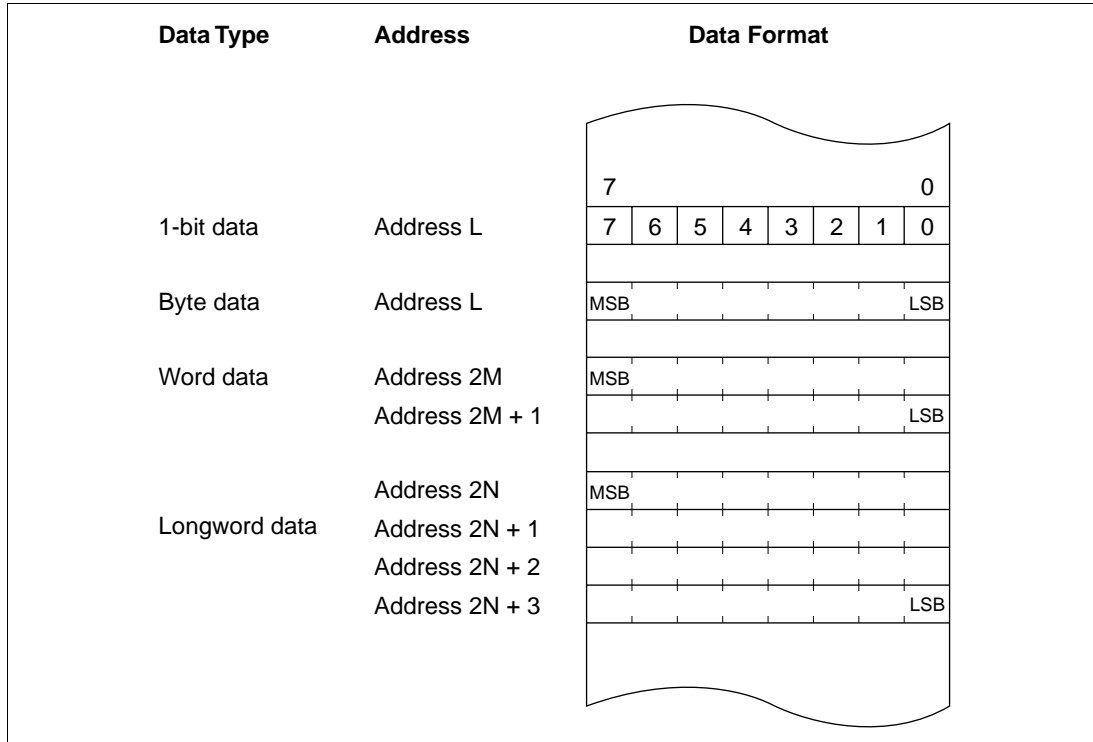 Data Type Address Data Format
7 0
1-bit data Address L 7 6 5 4 3 2 1 0
Byte data Address L MSB LSB
Word data Address 2M MSB
Address 2M + 1 LSB
Address 2N MSB
Longword data Address 2N + 1
Address 2N + 2
Address 2N + 3 LSB